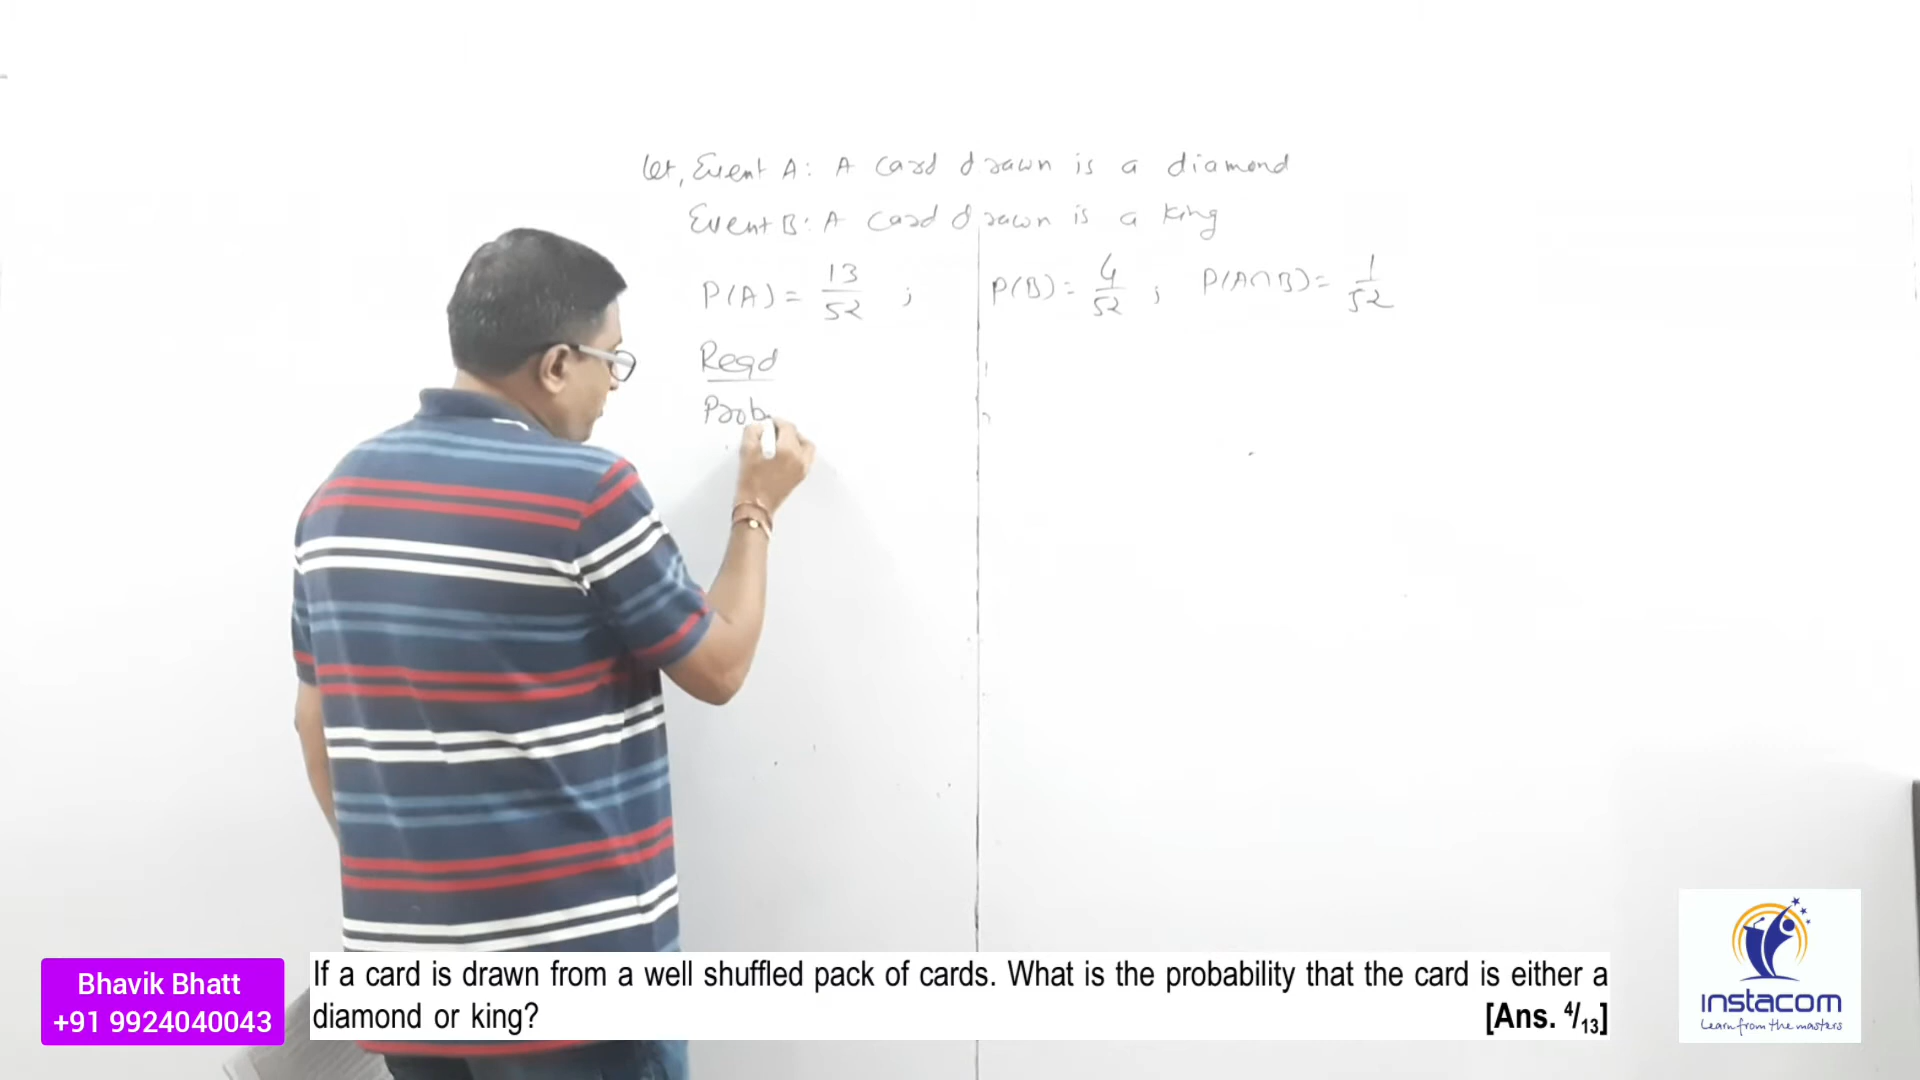 Let, Event A: A card drawn is a diamond
Event B: A card drawn is a king
P(A) = 13/52 ; P(B) = 4/52 ; P(A∩B) = 1/52
Reqd
Prob
If a card is drawn from a well shuffled pack of cards. What is the probability that the card is either a
diamond or king? [Ans. 4/13]
Bhavik Bhatt
+91 9924040043
instacom
Learn from the masters